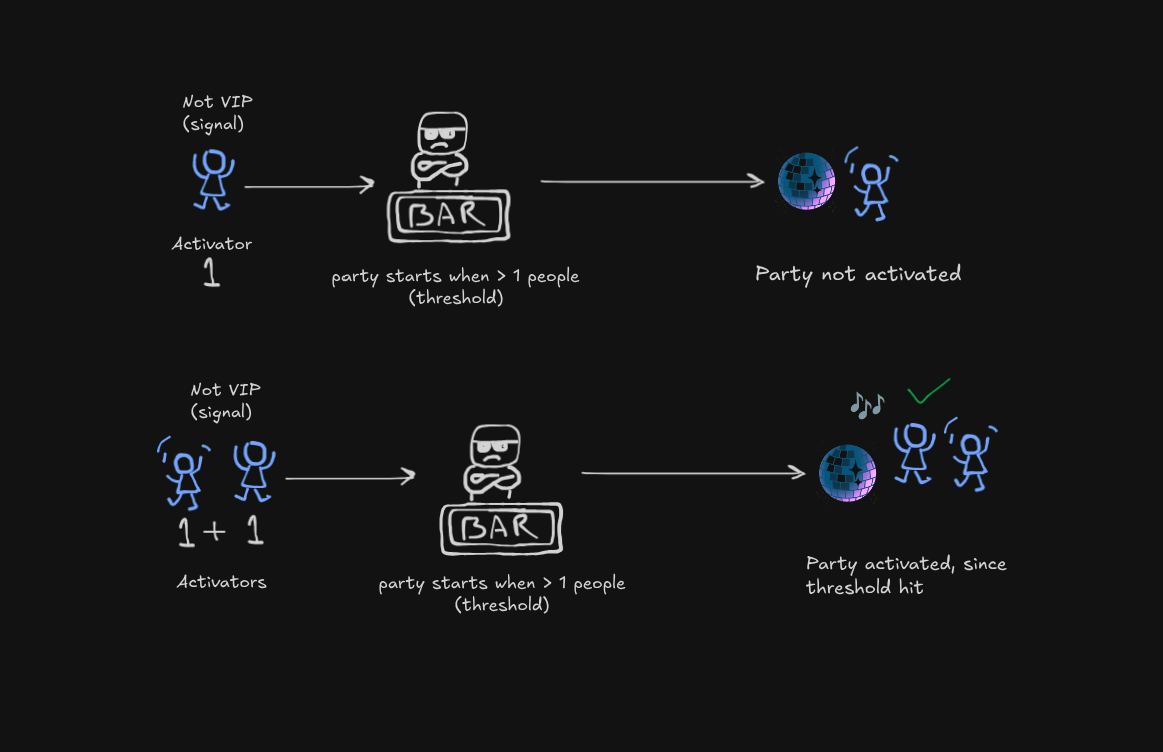 Not VIP
(signal)
BAR
Activator
1
party starts when > 1 people
(threshold)
Party not activated
Not VIP
(signal)
BAR
1 + 1
Activators
party starts when > 1 people
(threshold)
Party activated, since
threshold hit